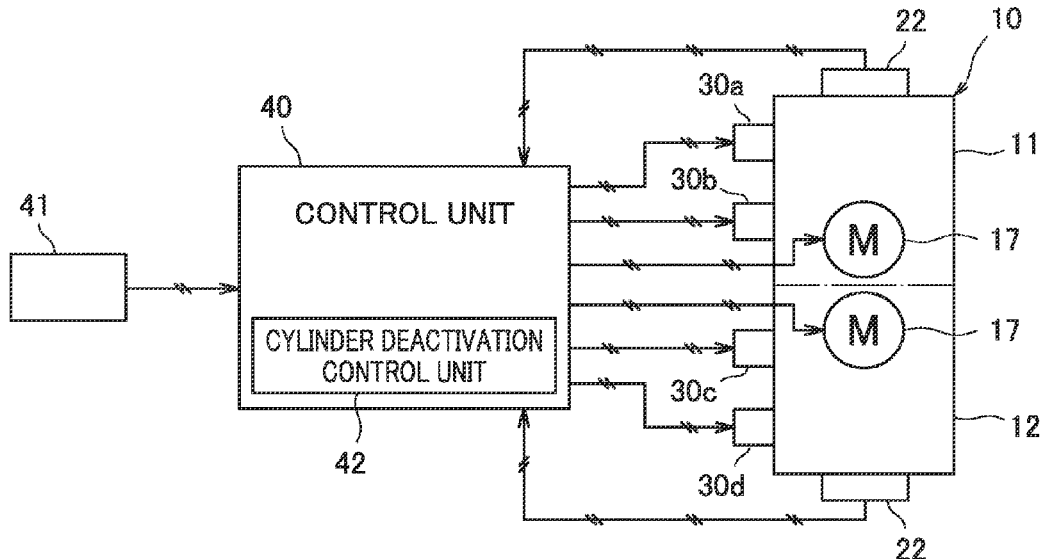 22
10
30a
40
11
30b
41
CONTROL UNIT
M
17
M
17
CYLINDER DEACTIVATION
CONTROL UNIT
30c
12
42
30d
22